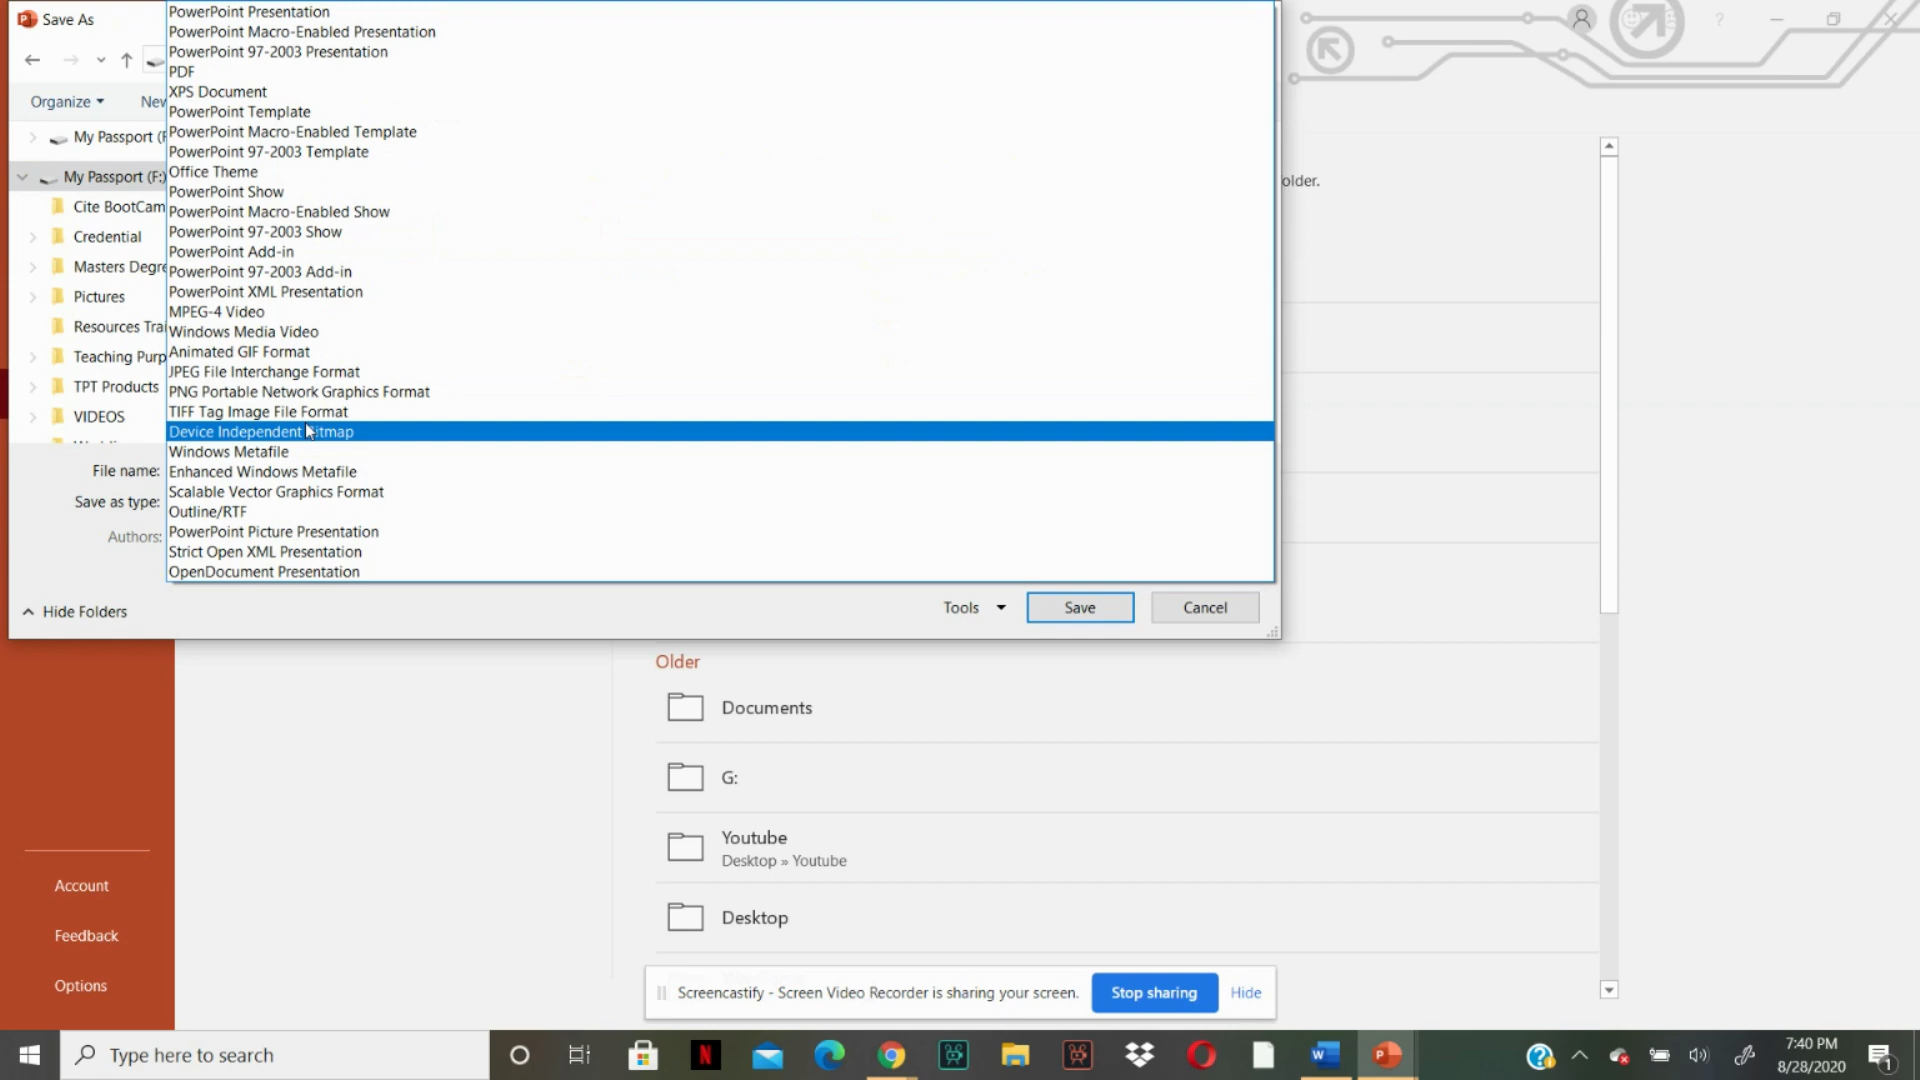 Save As
Organize
New
My Passport (F
My Passport (F:)
Cite BootCam
Credential
Masters Degre
Pictures
Resources Trai
Teaching Purp
TPT Products
VIDEOS
File name:
Save as type:
Authors:
PowerPoint Presentation
PowerPoint Macro-Enabled Presentation
PowerPoint 97-2003 Presentation
PDF
XPS Document
PowerPoint Template
PowerPoint Macro-Enabled Template
PowerPoint 97-2003 Template
Office Theme
PowerPoint Show
PowerPoint Macro-Enabled Show
PowerPoint 97-2003 Show
PowerPoint Add-in
PowerPoint 97-2003 Add-in
PowerPoint XML Presentation
MPEG-4 Video
Windows Media Video
Animated GIF Format
JPEG File Interchange Format
PNG Portable Network Graphics Format
TIFF Tag Image File Format
Device Independent Bitmap
Windows Metafile
Enhanced Windows Metafile
Scalable Vector Graphics Format
Outline/RTF
PowerPoint Picture Presentation
Strict Open XML Presentation
OpenDocument Presentation
Hide Folders
Tools
Save
Cancel
older.
Older
Documents
G:
Youtube
Desktop » Youtube
Desktop
Account
Feedback
Options
Screencastify - Screen Video Recorder is sharing your screen.
Stop sharing
Hide
Type here to search
7:40 PM
8/28/2020
1